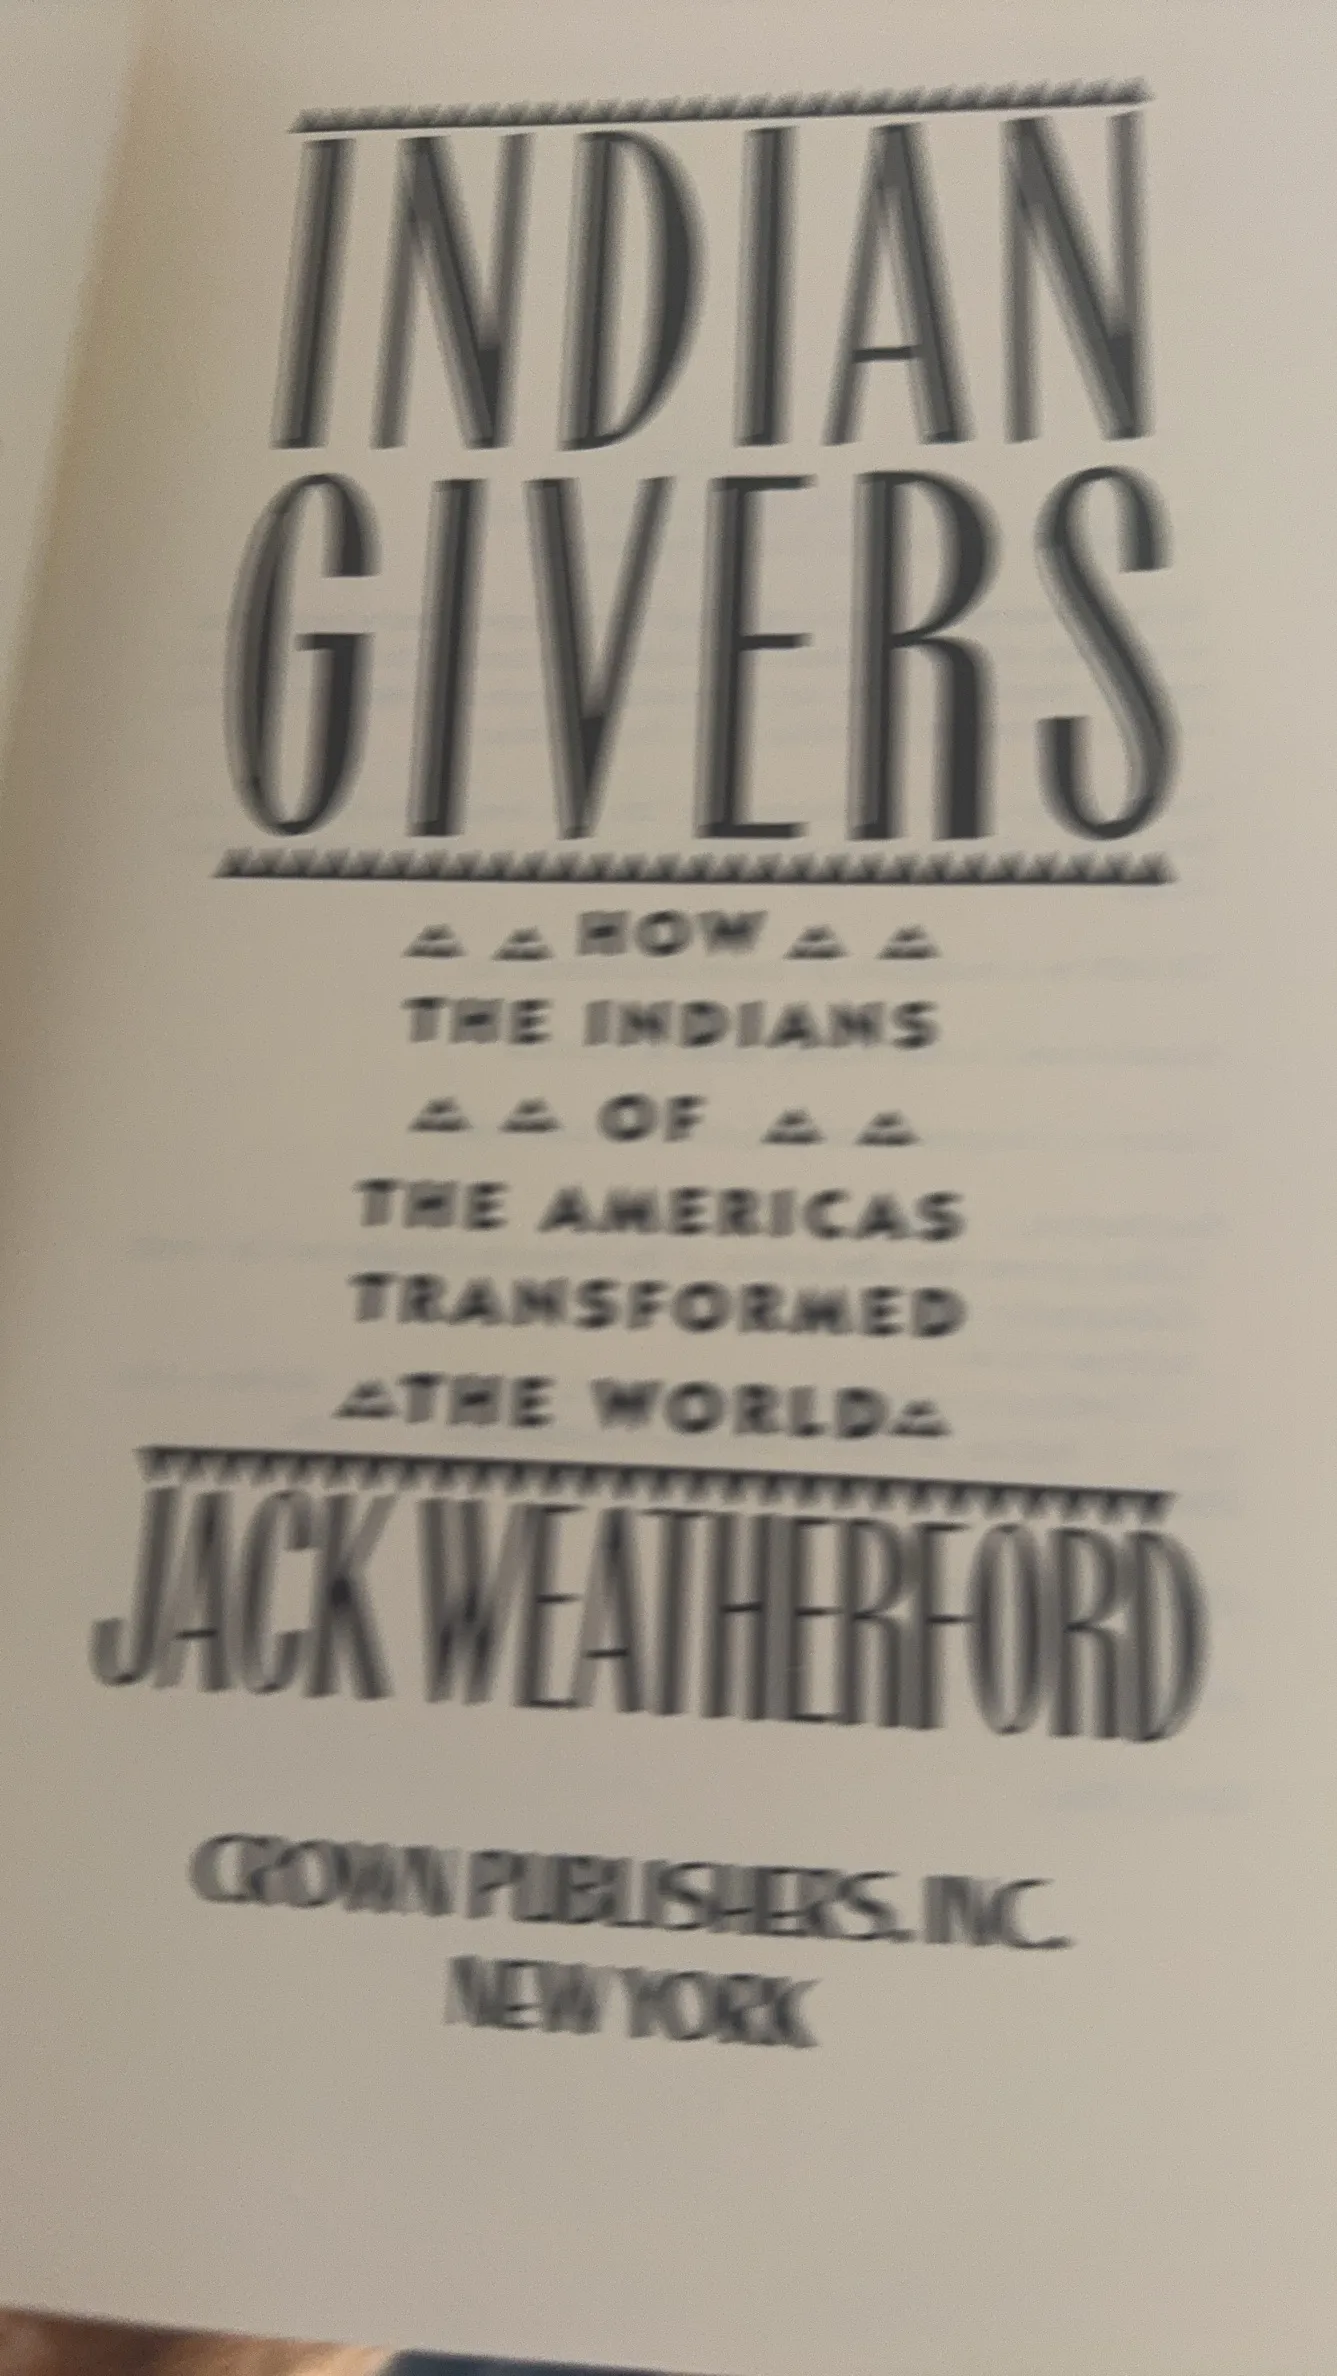 INDIAN
GIVERS
HOW
THE INDIANS
OF
THE AMERICAS
TRANSFORMED
THE WORLD
JACK WEATHERFORD
CROWN PUBLISHERS, INC.
NEW YORK